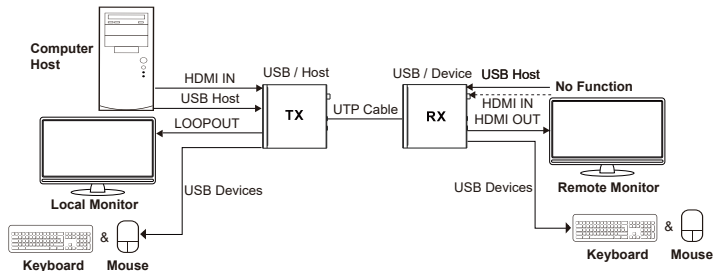 Computer
Host
HDMI IN
USB Host
LOOPOUT
USB / Host
TX
UTP Cable
USB / Device
RX
USB Host
No Function
HDMI IN
HDMI OUT
Local Monitor
USB Devices
&
Keyboard
Mouse
Remote Monitor
USB Devices
&
Keyboard
Mouse